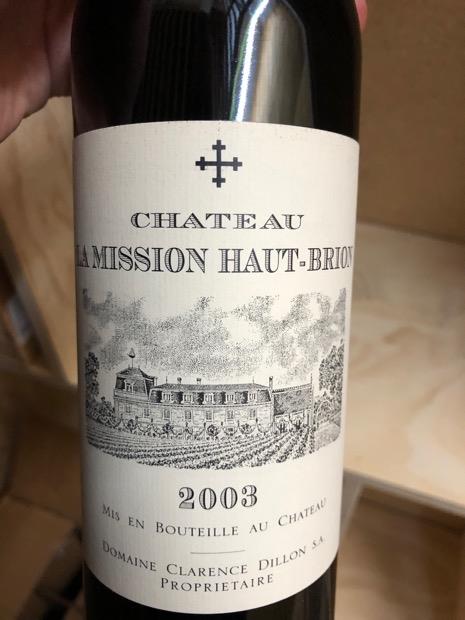 CHATEAU
LA MISSION HAUT-BRION
2003
MIS EN BOUTEILLE AU CHATEAU
DOMAINE CLARENCE DILLON S.A.
PROPRIETAIRE